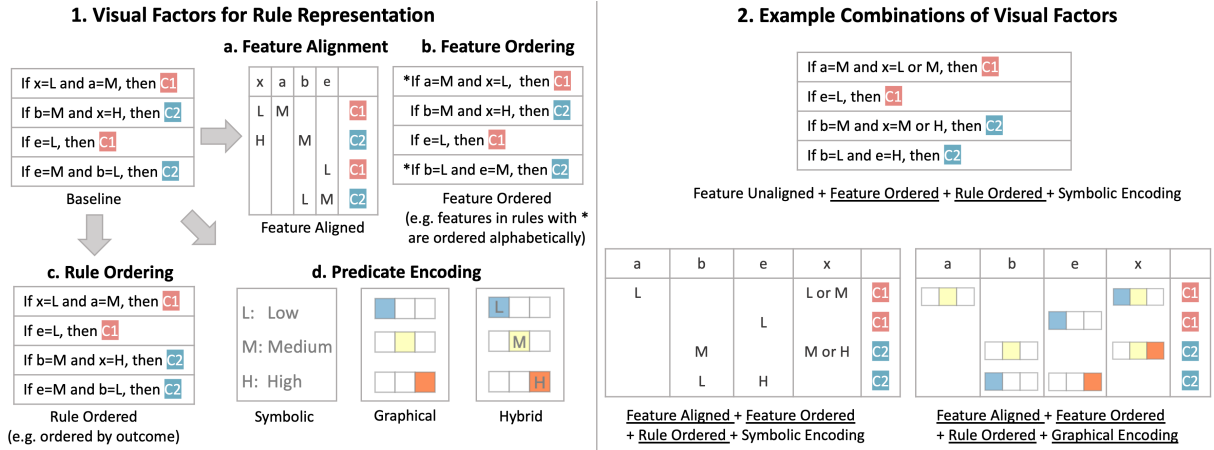 1. Visual Factors for Rule Representation
If x=L and a=M, then C1
If b=M and x=H, then C2
If e=L, then C1
If e=M and b=L, then C2
Baseline
a. Feature Alignment
x a b e
L M C1
H M C2
L C1
L M C2
Feature Aligned
b. Feature Ordering
*If a=M and x=L, then C1
If b=M and x=H, then C2
If e=L, then C1
*If b=L and e=M, then C2
Feature Ordered
(e.g. features in rules with *
are ordered alphabetically)
c. Rule Ordering
If x=L and a=M, then C1
If e=L, then C1
If b=M and x=H, then C2
If e=M and b=L, then C2
Rule Ordered
(e.g. ordered by outcome)
d. Predicate Encoding
L: Low
M: Medium
H: High
Symbolic
Graphical
L
M
H
Hybrid
2. Example Combinations of Visual Factors
If a=M and x=L or M, then C1
If e=L, then C1
If b=M and x=M or H, then C2
If b=L and e=H, then C2
Feature Unaligned + Feature Ordered + Rule Ordered + Symbolic Encoding
a b e x
L L or M C1
L C1
M M or H C2
L H C2
Feature Aligned + Feature Ordered
+ Rule Ordered + Symbolic Encoding
a b e x
C1
C1
C2
C2
Feature Aligned + Feature Ordered
+ Rule Ordered + Graphical Encoding